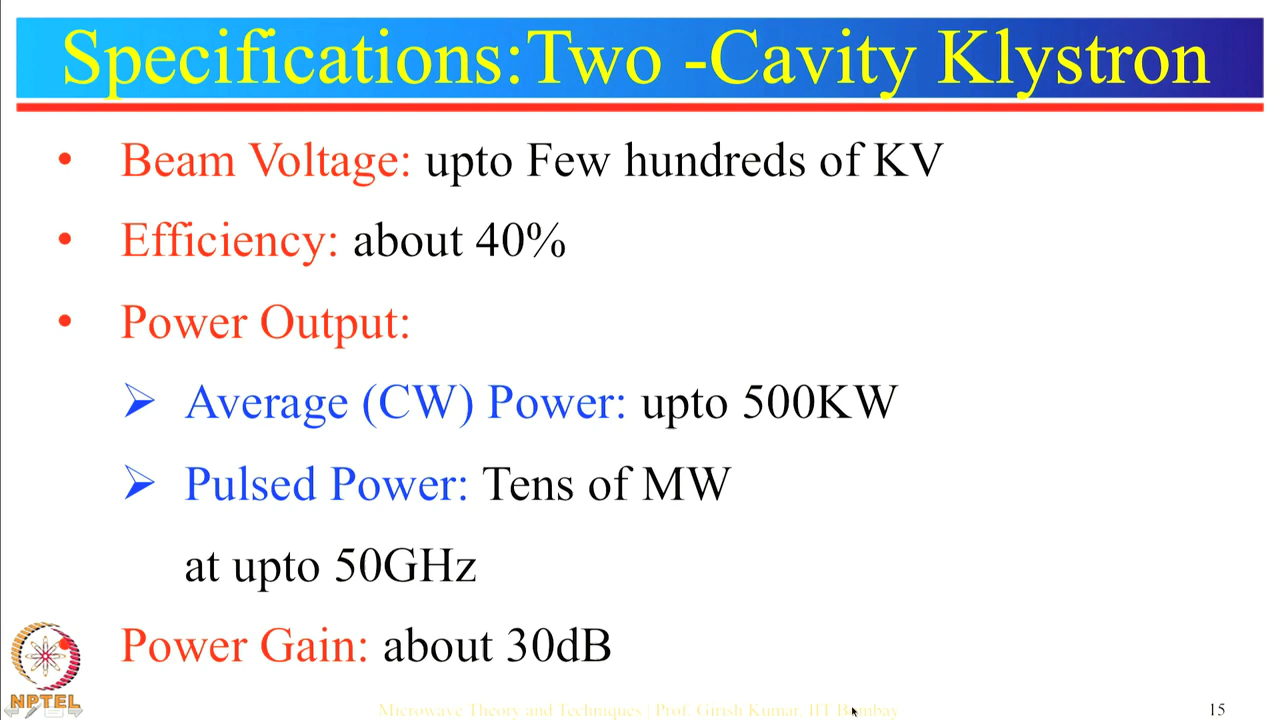 Specifications:Two -Cavity Klystron
• Beam Voltage: upto Few hundreds of KV
• Efficiency: about 40%
• Power Output:
➢ Average (CW) Power: upto 500KW
➢ Pulsed Power: Tens of MW
at upto 50GHz
• Power Gain: about 30dB
NPTEL
Microwave Theory and Techniques | Prof. Girish Kumar, IIT Bombay
15